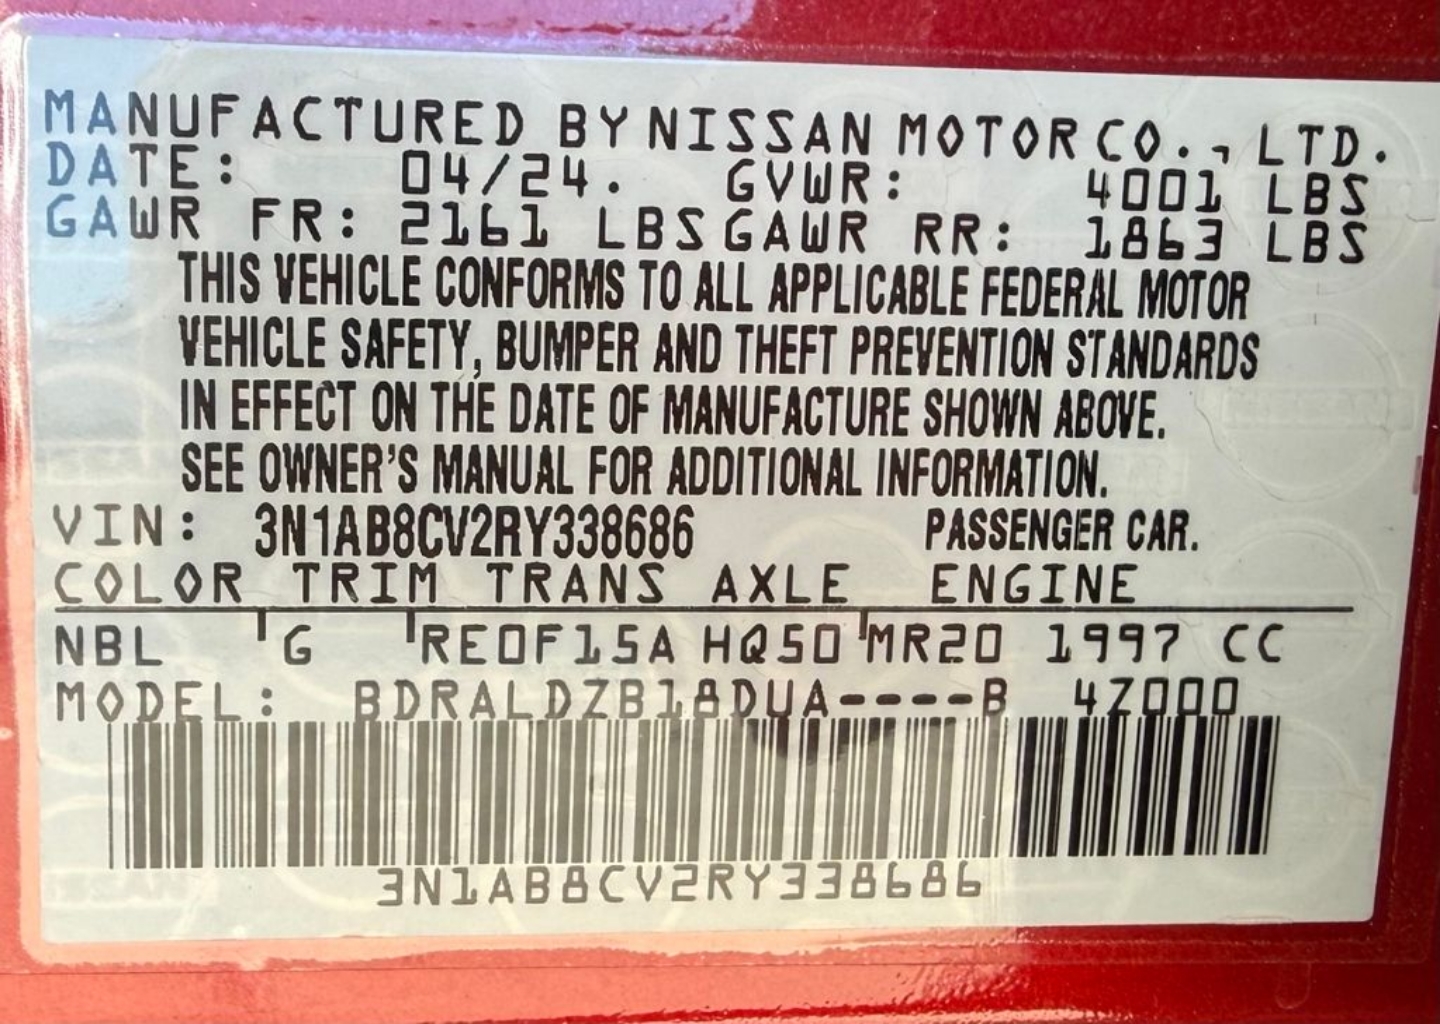 MANUFACTURED BY NISSAN MOTOR CO., LTD.
DATE: 04/24. GVWR: 4001 LBS
GAWR FR: 2161 LBS GAWR RR: 1863 LBS
THIS VEHICLE CONFORMS TO ALL APPLICABLE FEDERAL MOTOR
VEHICLE SAFETY, BUMPER AND THEFT PREVENTION STANDARDS
IN EFFECT ON THE DATE OF MANUFACTURE SHOWN ABOVE.
SEE OWNER'S MANUAL FOR ADDITIONAL INFORMATION.
VIN: 3N1AB8CV2RY338686 PASSENGER CAR.
COLOR TRIM TRANS AXLE ENGINE
NBL G RE0F15A HQ50 MR20 1997 CC
MODEL: BDRALDZB18DUA----B 4Z000
3N1AB8CV2RY338686